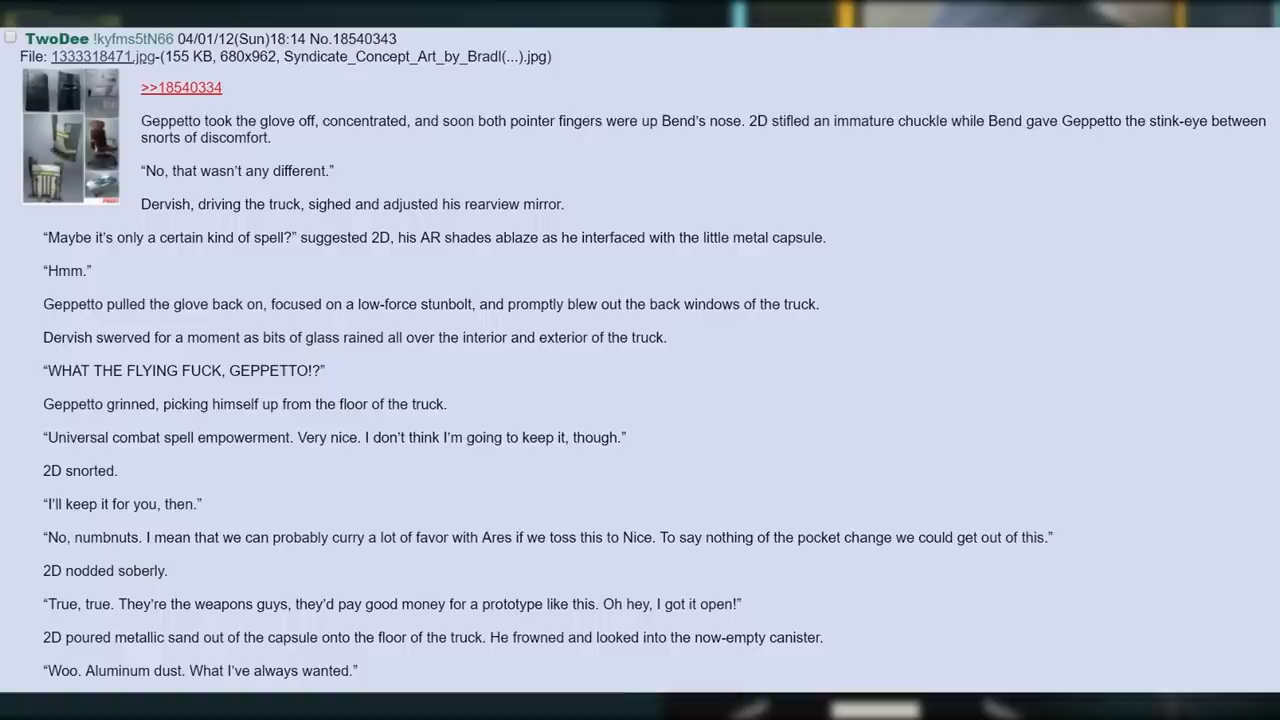 TwoDee !kyfms5tN66 04/01/12(Sun)18:14 No.18540343
File: 1333318471.jpg-(155 KB, 680x962, Syndicate_Concept_Art_by_Bradl(...).jpg)
>>18540334
Geppetto took the glove off, concentrated, and soon both pointer fingers were up Bend’s nose. 2D stifled an immature chuckle while Bend gave Geppetto the stink-eye between
snorts of discomfort.
“No, that wasn’t any different.”
Dervish, driving the truck, sighed and adjusted his rearview mirror.
“Maybe it’s only a certain kind of spell?” suggested 2D, his AR shades ablaze as he interfaced with the little metal capsule.
“Hmm.”
Geppetto pulled the glove back on, focused on a low-force stunbolt, and promptly blew out the back windows of the truck.
Dervish swerved for a moment as bits of glass rained all over the interior and exterior of the truck.
“WHAT THE FLYING FUCK, GEPPETTO!?”
Geppetto grinned, picking himself up from the floor of the truck.
“Universal combat spell empowerment. Very nice. I don’t think I’m going to keep it, though.”
2D snorted.
“I’ll keep it for you, then.”
“No, numbnuts. I mean that we can probably curry a lot of favor with Ares if we toss this to Nice. To say nothing of the pocket change we could get out of this.”
2D nodded soberly.
“True, true. They’re the weapons guys, they’d pay good money for a prototype like this. Oh hey, I got it open!”
2D poured metallic sand out of the capsule onto the floor of the truck. He frowned and looked into the now-empty canister.
“Woo. Aluminum dust. What I’ve always wanted.”